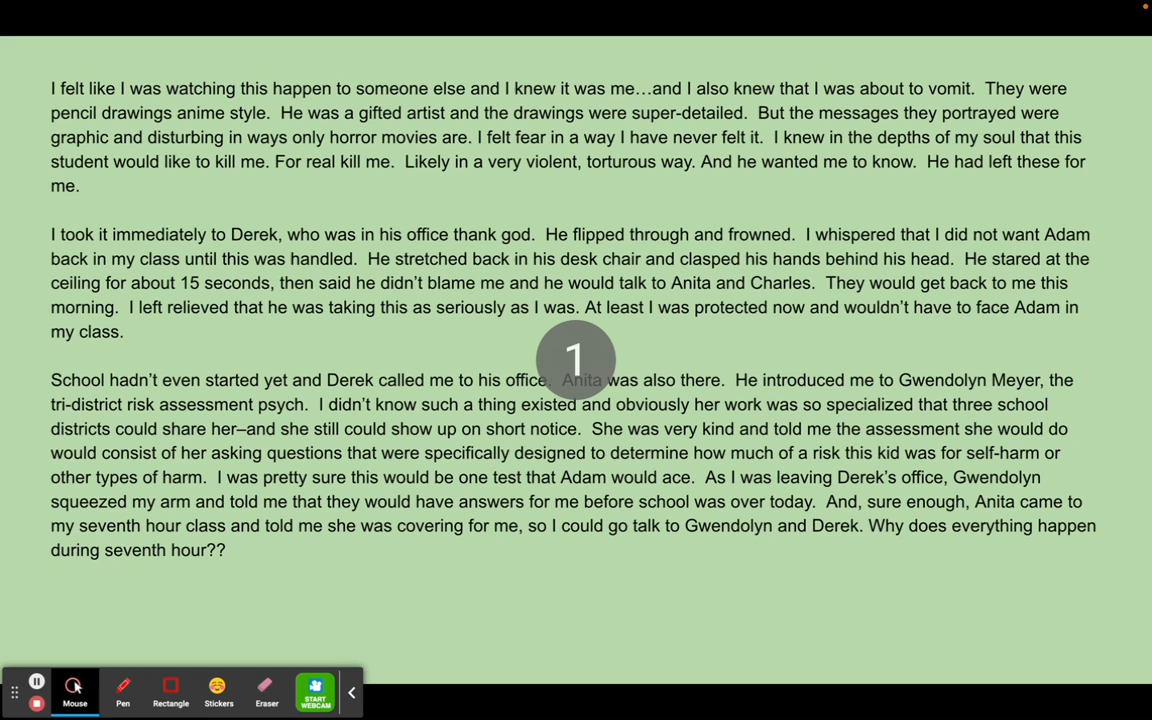 I felt like I was watching this happen to someone else and I knew it was me…and I also knew that I was about to vomit.  They were
pencil drawings anime style.  He was a gifted artist and the drawings were super-detailed.  But the messages they portrayed were
graphic and disturbing in ways only horror movies are. I felt fear in a way I have never felt it.  I knew in the depths of my soul that this
student would like to kill me. For real kill me.  Likely in a very violent, torturous way. And he wanted me to know.  He had left these for
me.
I took it immediately to Derek, who was in his office thank god.  He flipped through and frowned.  I whispered that I did not want Adam
back in my class until this was handled.  He stretched back in his desk chair and clasped his hands behind his head.  He stared at the
ceiling for about 15 seconds, then said he didn’t blame me and he would talk to Anita and Charles.  They would get back to me this
morning.  I left relieved that he was taking this as seriously as I was. At least I was protected now and wouldn’t have to face Adam in
my class.
1
School hadn’t even started yet and Derek called me to his office.  Anita was also there.  He introduced me to Gwendolyn Meyer, the
tri-district risk assessment psych.  I didn’t know such a thing existed and obviously her work was so specialized that three school
districts could share her–and she still could show up on short notice.  She was very kind and told me the assessment she would do
would consist of her asking questions that were specifically designed to determine how much of a risk this kid was for self-harm or
other types of harm.  I was pretty sure this would be one test that Adam would ace.  As I was leaving Derek’s office, Gwendolyn
squeezed my arm and told me that they would have answers for me before school was over today.  And, sure enough, Anita came to
my seventh hour class and told me she was covering for me, so I could go talk to Gwendolyn and Derek. Why does everything happen
during seventh hour??
Mouse
Pen
Rectangle
Stickers
Eraser
START
WEBCAM